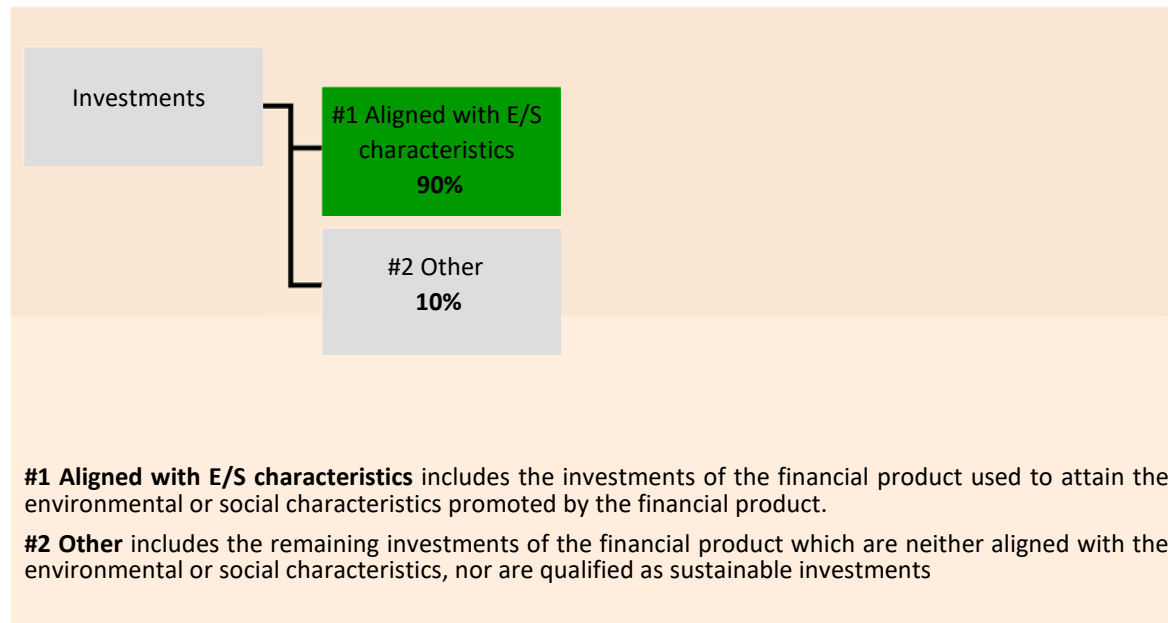 Investments
#1 Aligned with E/S
characteristics
90%
#2 Other
10%
#1 Aligned with E/S characteristics includes the investments of the financial product used to attain the
environmental or social characteristics promoted by the financial product.
#2 Other includes the remaining investments of the financial product which are neither aligned with the
environmental or social characteristics, nor are qualified as sustainable investments